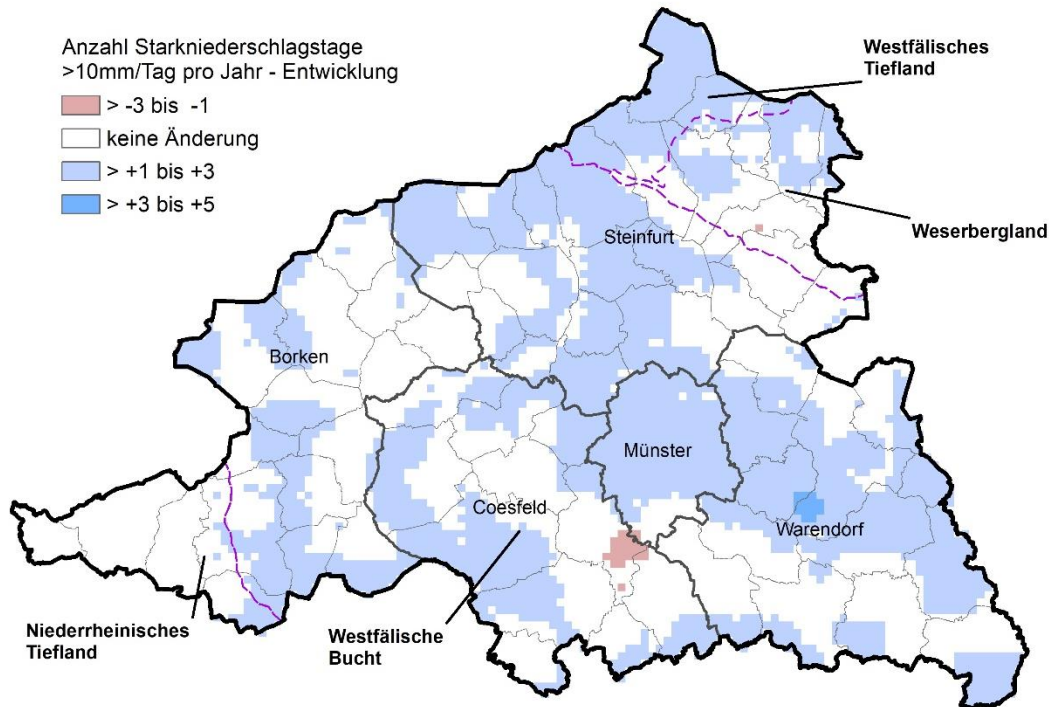 Anzahl Starkniederschlagstage
>10mm/Tag pro Jahr - Entwicklung
> -3 bis -1
keine Änderung
> +1 bis +3
> +3 bis +5
Westfälisches
Tiefland
Weserbergland
Steinfurt
Borken
Münster
Coesfeld
Warendorf
Niederrheinisches
Tiefland
Westfälische
Bucht